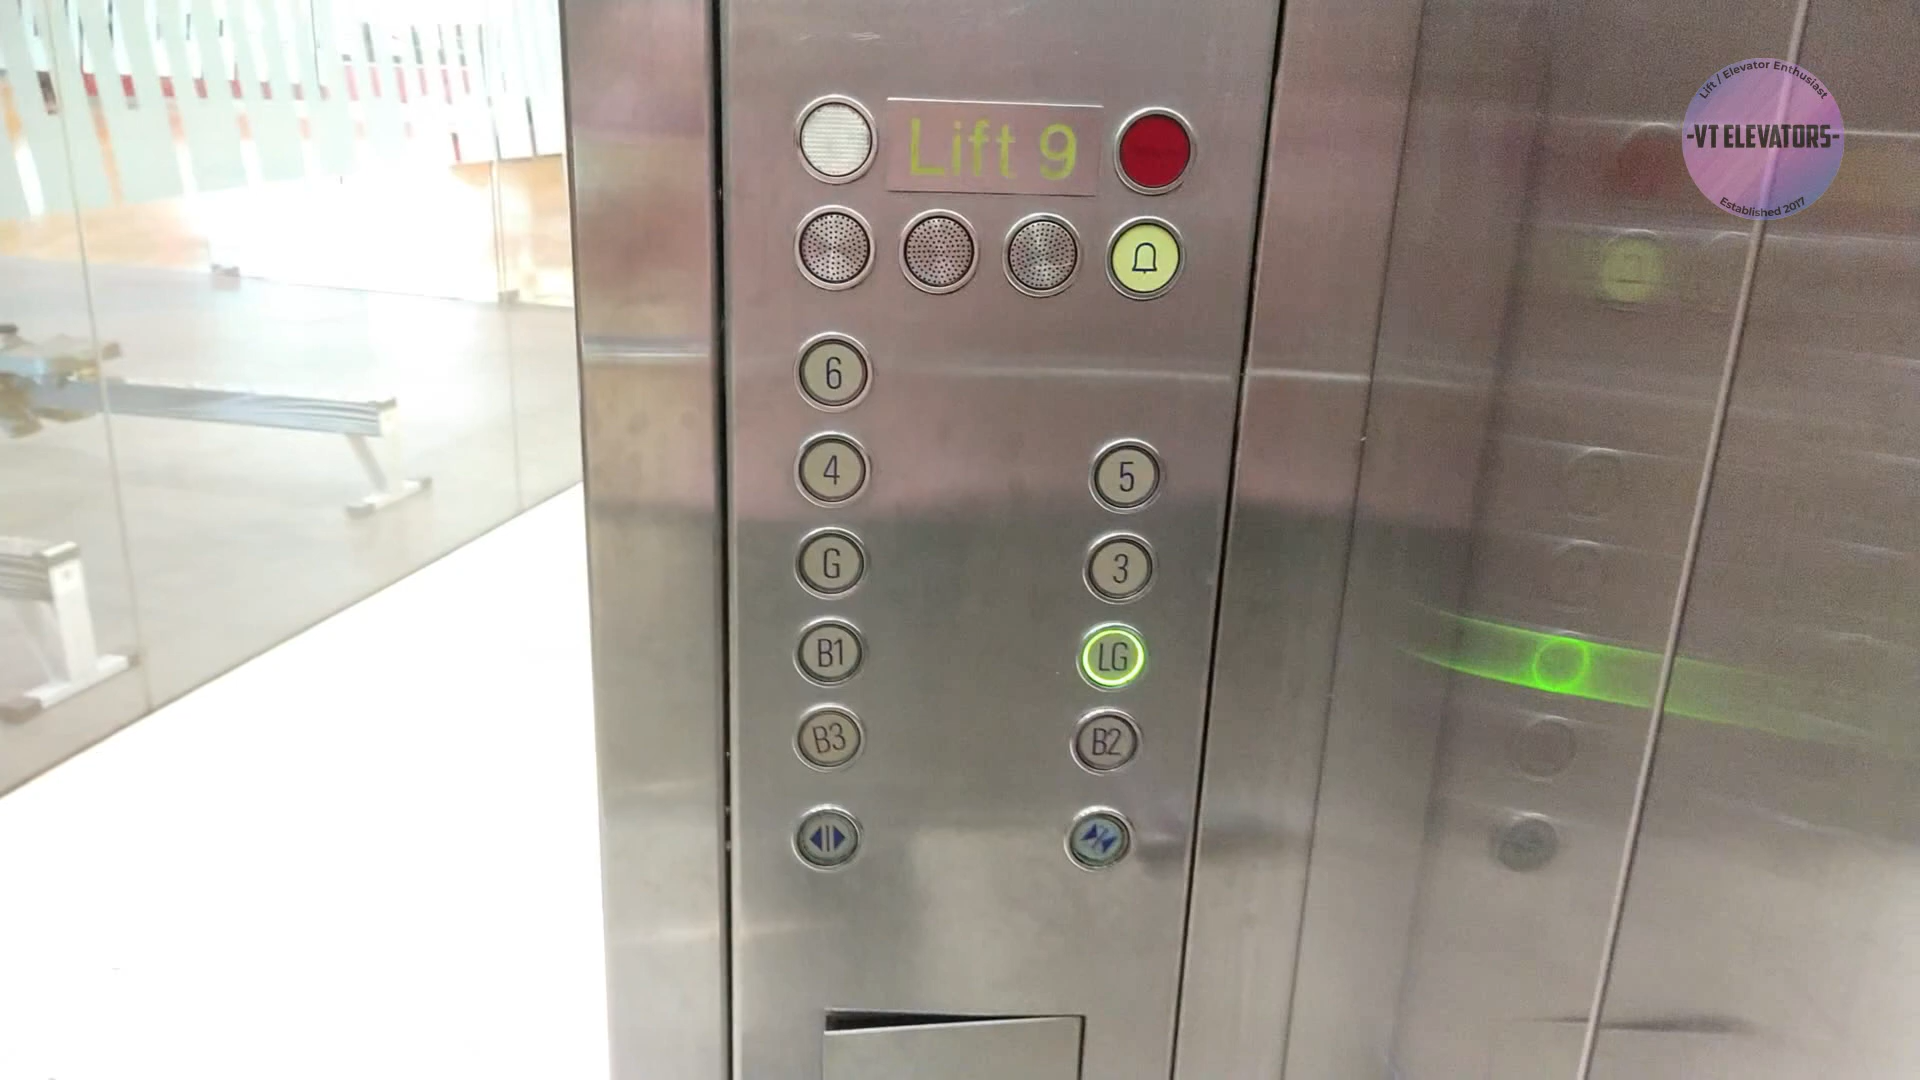 Lift / Elevator Enthusiast
-VT ELEVATORS-
Established 2017
Lift 9
6
4
5
G
3
B1
LG
B3
B2